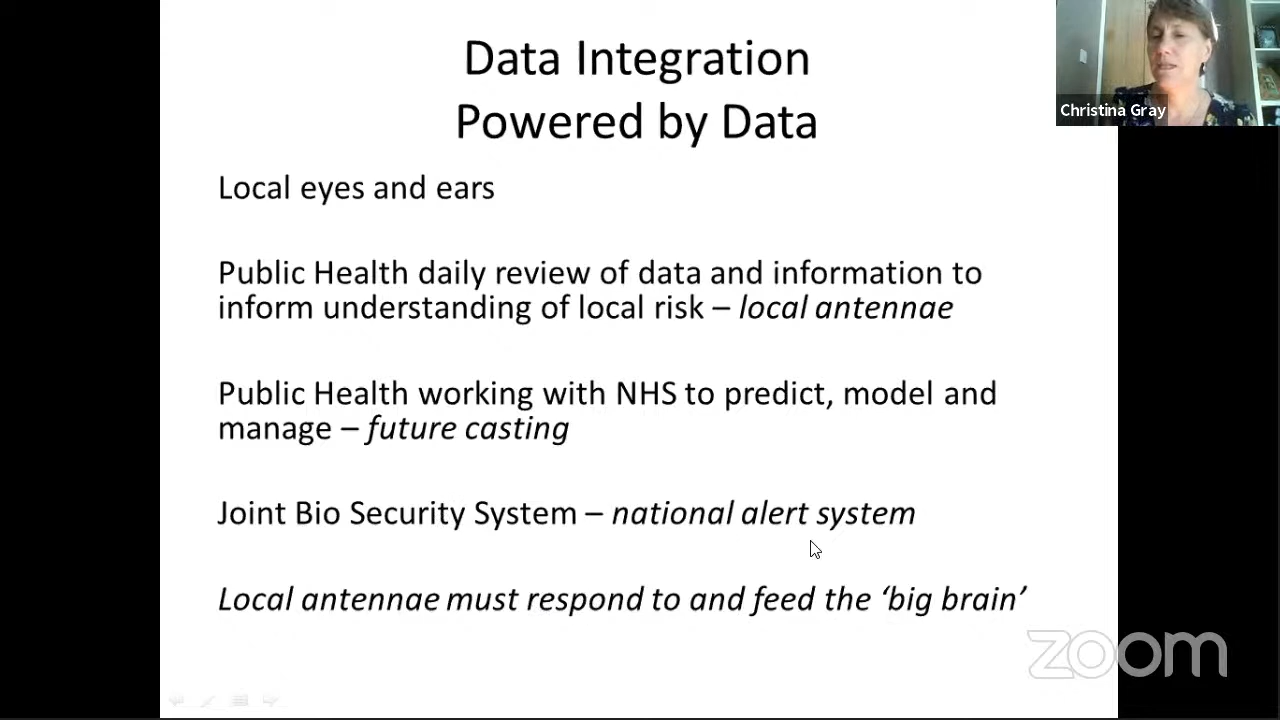 Data Integration
Powered by Data
Christina Gray
Local eyes and ears
Public Health daily review of data and information to
inform understanding of local risk – local antennae
Public Health working with NHS to predict, model and
manage – future casting
Joint Bio Security System – national alert system
Local antennae must respond to and feed the ‘big brain’
zoom